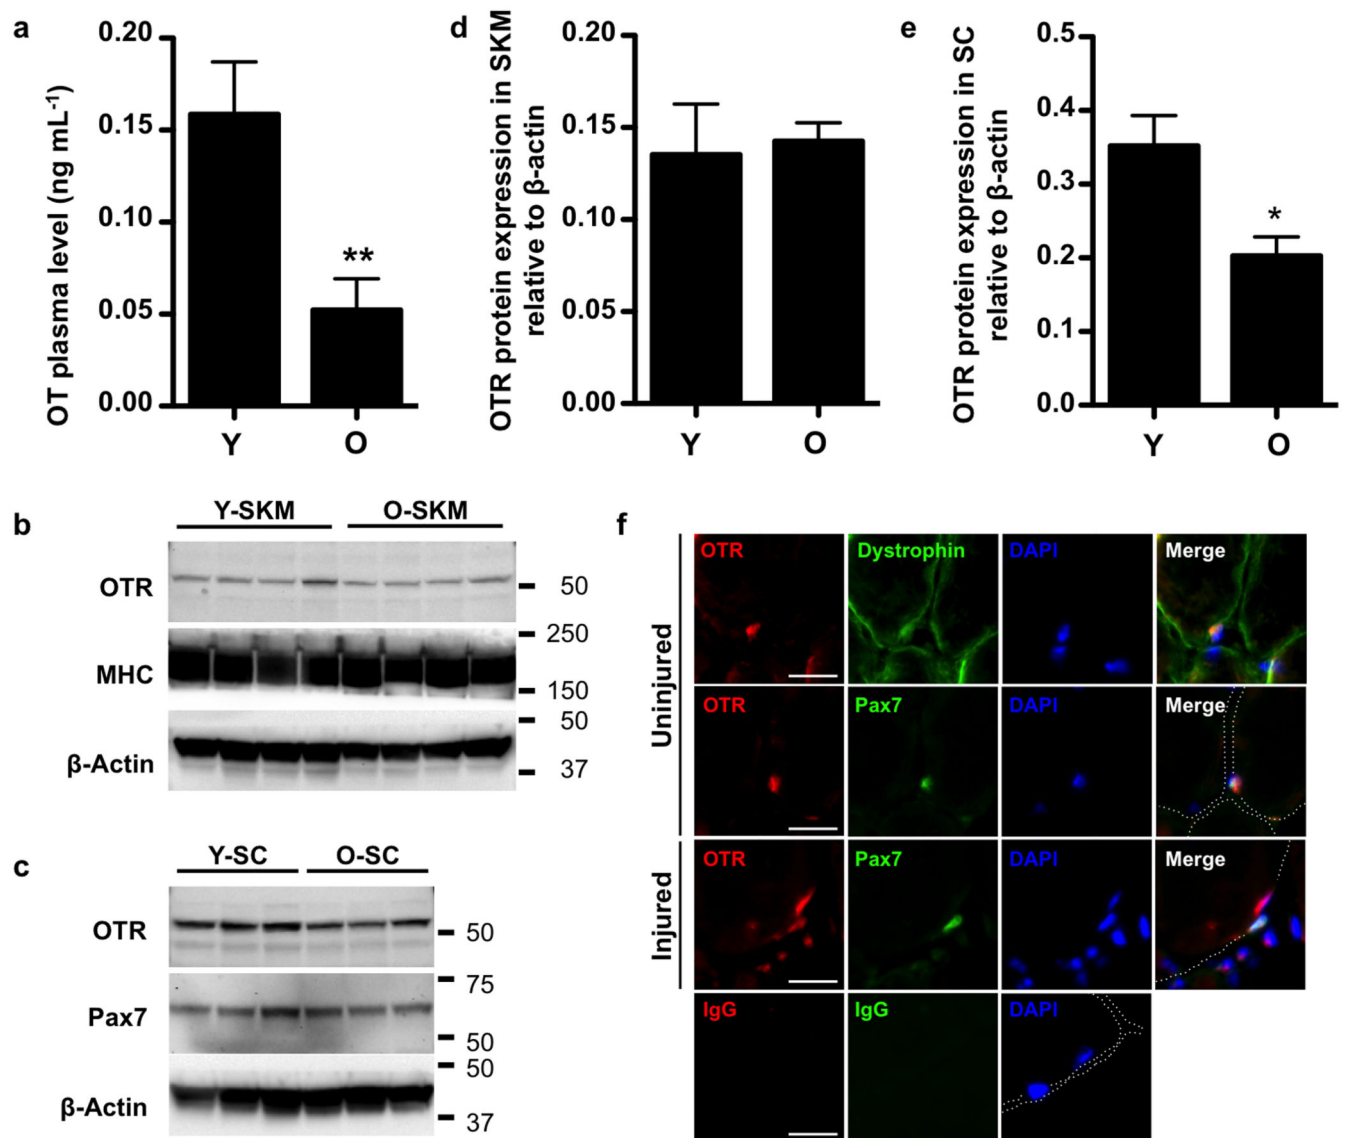 a
OT plasma level (ng mL-1)
0.20
0.15
0.10
0.05
0.00
**
Y
O
d
OTR protein expression in SKM
relative to β-actin
0.20
0.15
0.10
0.05
0.00
Y
O
e
OTR protein expression in SC
relative to β-actin
0.5
0.4
0.3
0.2
0.1
0.0
*
Y
O
b
Y-SKM
O-SKM
OTR
50
250
MHC
150
50
β-Actin
37
c
Y-SC
O-SC
OTR
50
75
Pax7
50
50
β-Actin
37
f
Uninjured
OTR
Dystrophin
DAPI
Merge
OTR
Pax7
DAPI
Merge
Injured
OTR
Pax7
DAPI
Merge
IgG
IgG
DAPI